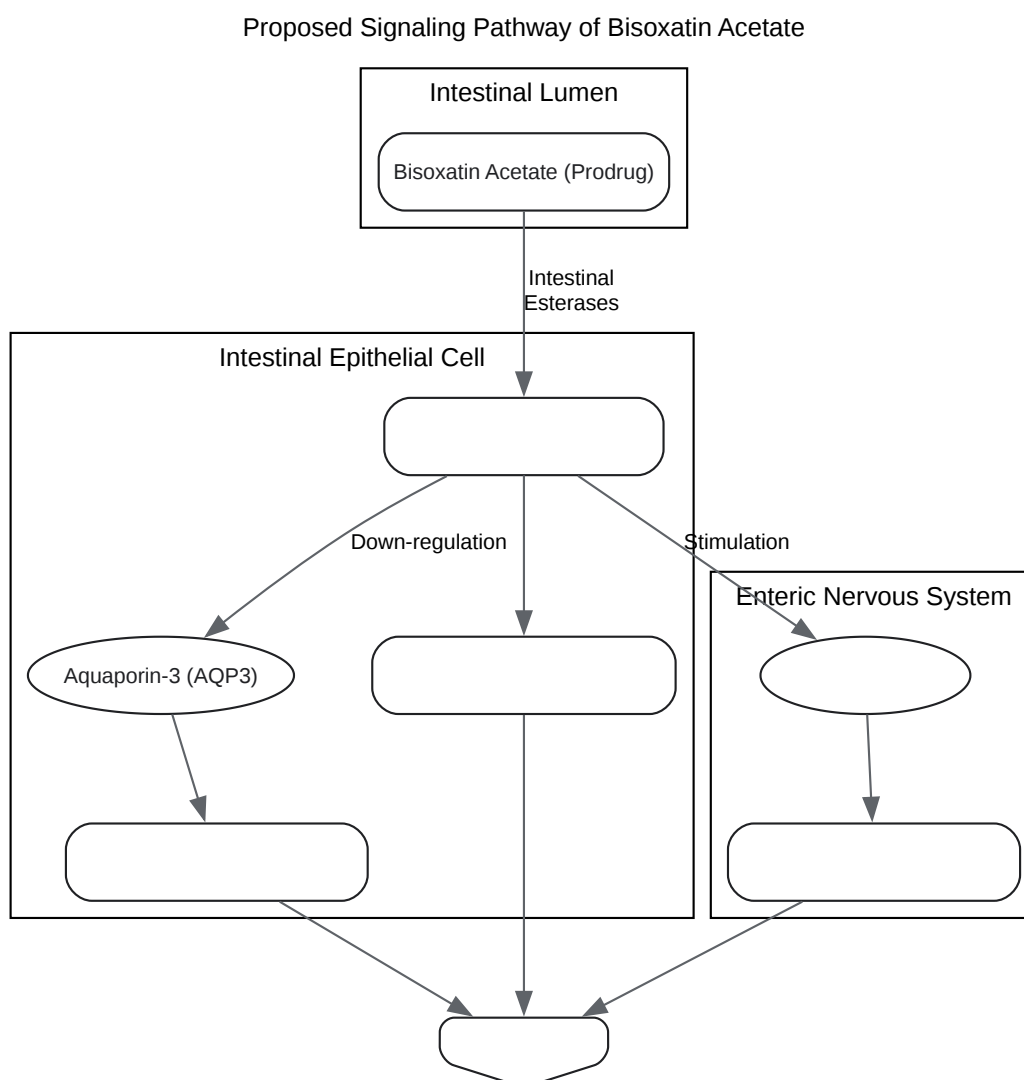 Proposed Signaling Pathway of Bisoxatin Acetate
Intestinal Lumen
Bisoxatin Acetate (Prodrug)
Intestinal
Esterases
Intestinal Epithelial Cell
Down-regulation
Stimulation
Enteric Nervous System
Aquaporin-3 (AQP3)